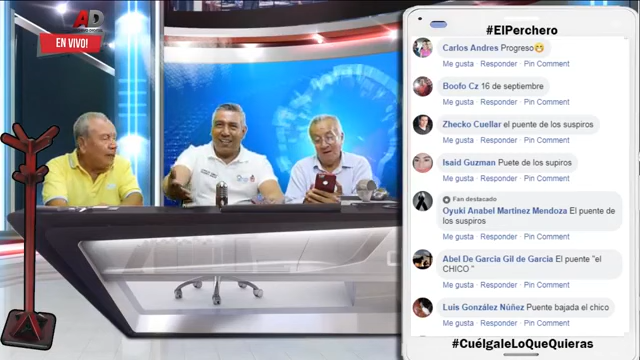 AD
EN VIVO!
#ElPerchero
Carlos Andres Progreso😁
Me gusta · Responder · Pin Comment
Boofo Cz 16 de septiembre
Me gusta · Responder · Pin Comment
Zhecko Cuellar el puente de los suspiros
Me gusta · Responder · Pin Comment
Isaid Guzman Puete de los supiros
Me gusta · Responder · Pin Comment
Fan destacado
Oyuki Anabel Martinez Mendoza El puente
de los suspiros
Me gusta · Responder · Pin Comment
Abel De Garcia Gil de Garcia El puente "el
CHICO "
Me gusta · Responder · Pin Comment
Luis González Núñez Puente bajada el chico
Me gusta · Responder · Pin Comment
#CuélgaleLoQueQuieras